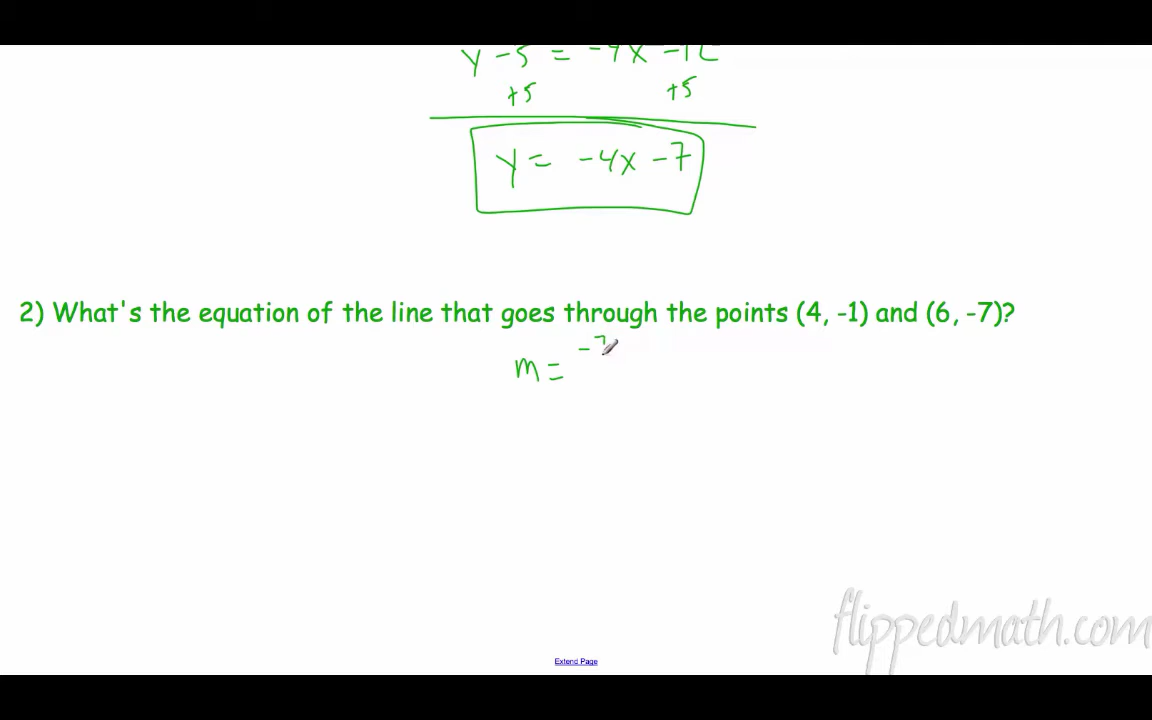 y - 5 = -4x - 12
+5 +5
y = -4x - 7
2) What's the equation of the line that goes through the points (4, -1) and (6, -7)?
m = -7
flippedmath.com
Extend Page